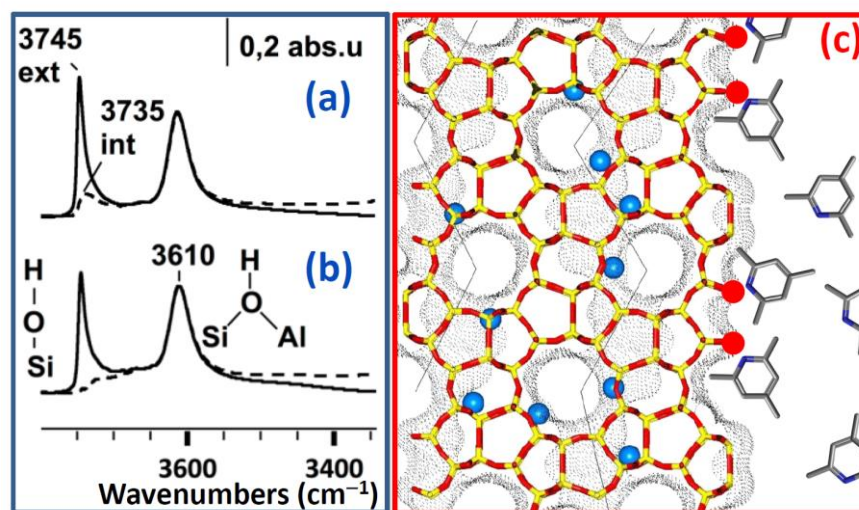 3745
ext
0,2 abs.u
(a)
3735
int
(b)
3610
H
O
Si
H
O
Si
Al
3600
3400
Wavenumbers (cm⁻¹)
(c)